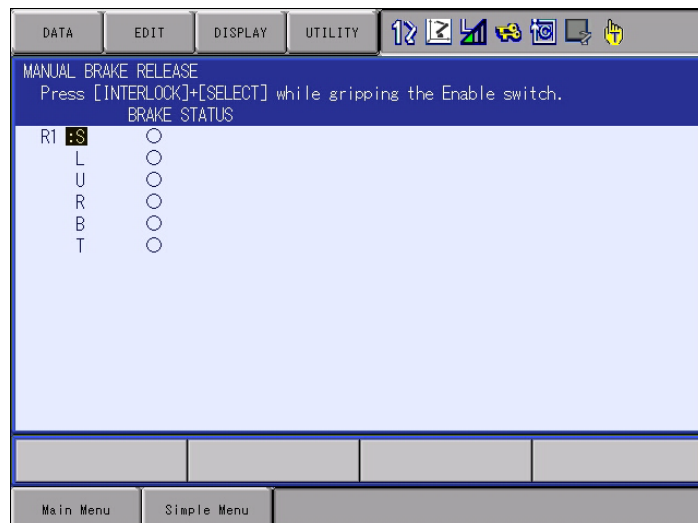 DATA EDIT DISPLAY UTILITY
MANUAL BRAKE RELEASE
Press [INTERLOCK]+[SELECT] while gripping the Enable switch.
BRAKE STATUS
R1 :S ○
L ○
U ○
R ○
B ○
T ○
Main Menu Simple Menu